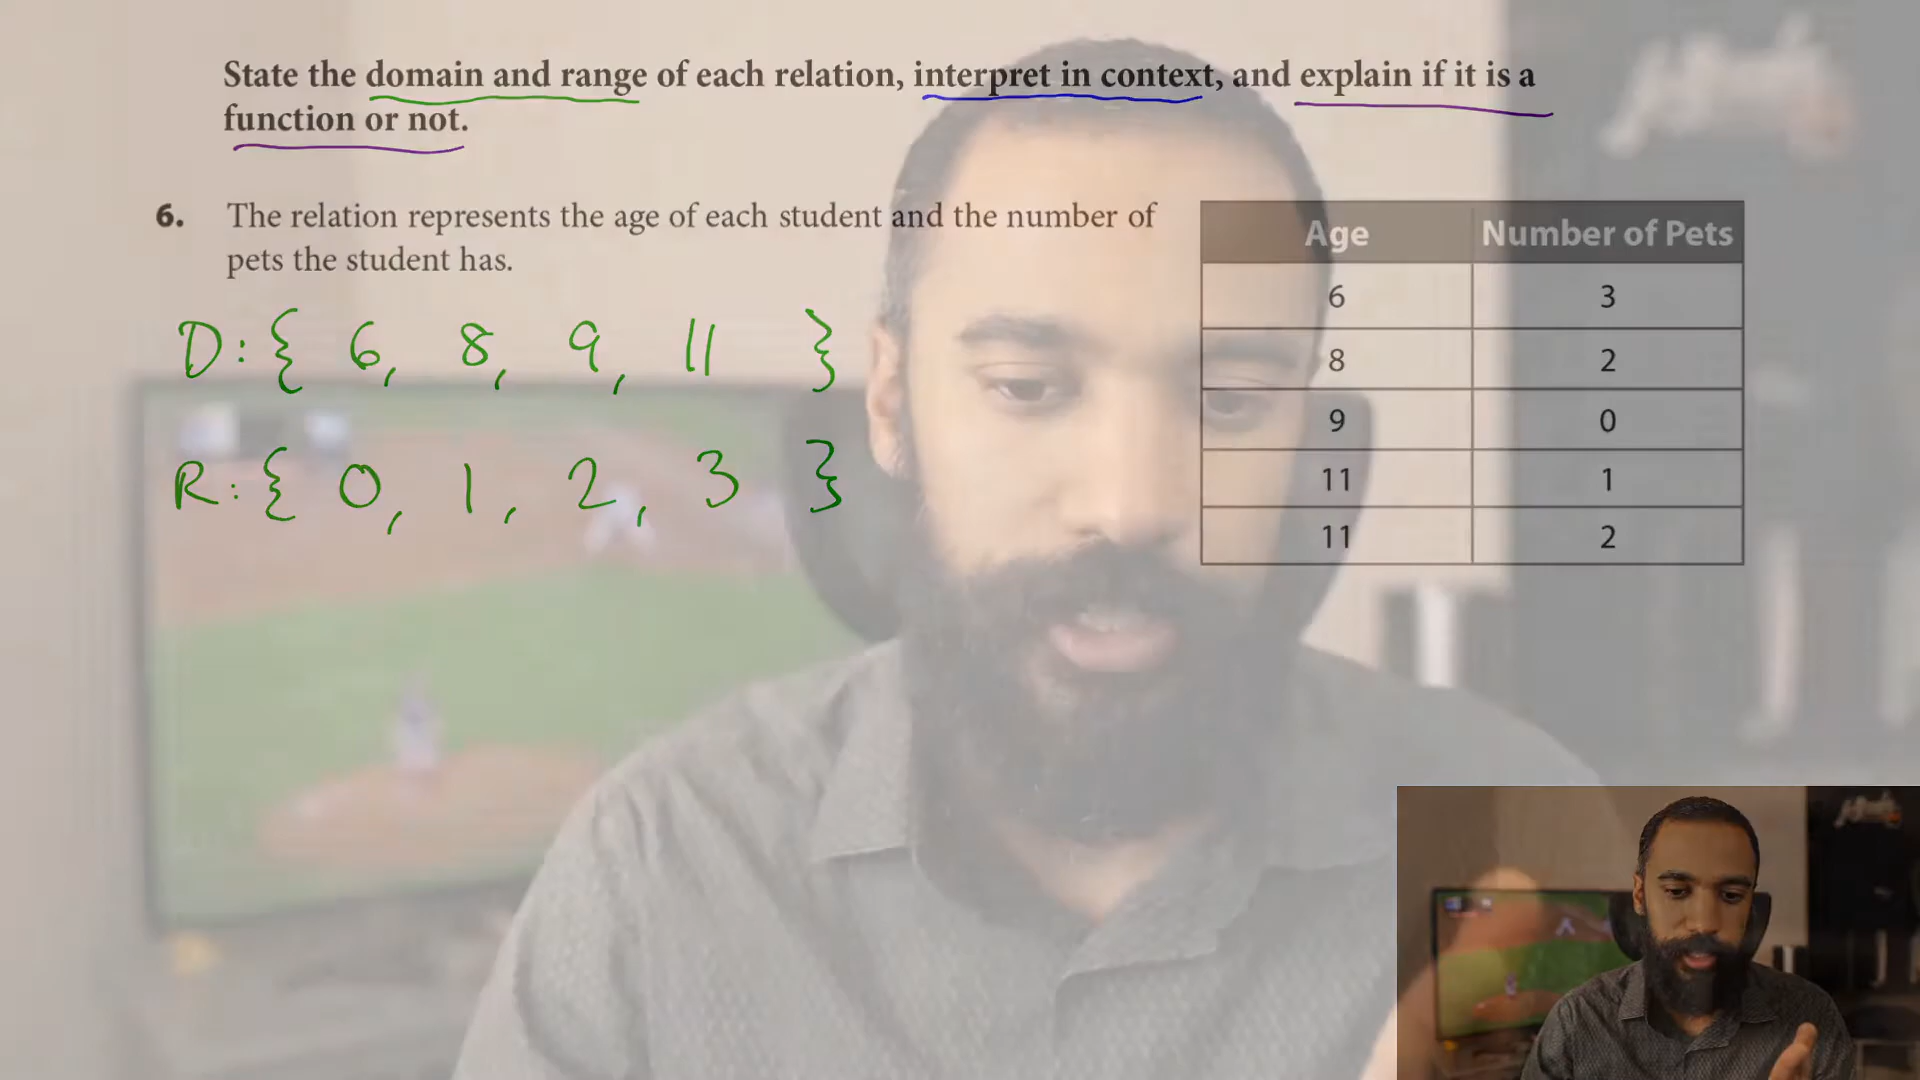 State the domain and range of each relation, interpret in context, and explain if it is a
function or not.
6. The relation represents the age of each student and the number of
pets the student has.
Age Number of Pets
6 3
8 2
9 0
11 1
11 2
D: { 6, 8, 9, 11 }
R: { 0, 1, 2, 3 }